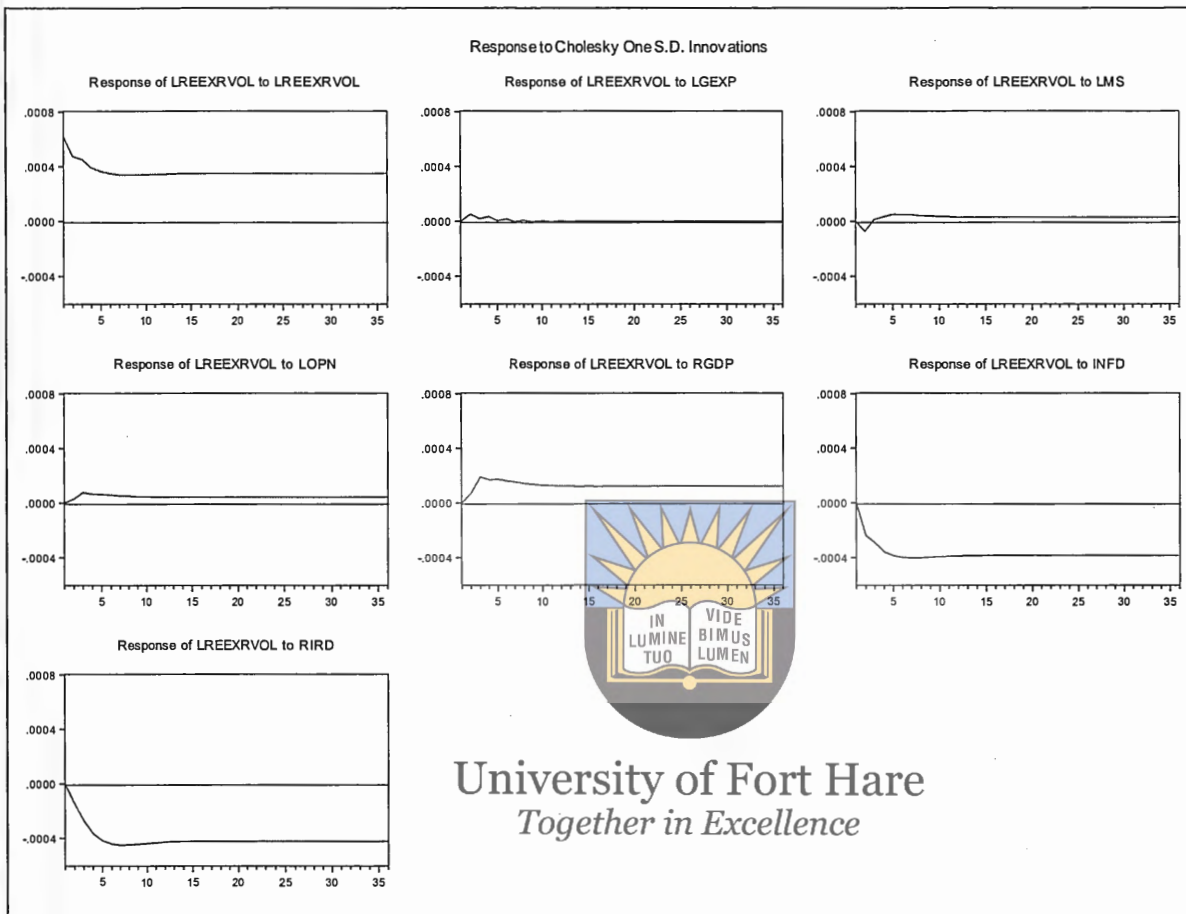 Response to Cholesky One S.D. Innovations
Response of LREEXRVOL to LREEXRVOL
Response of LREEXRVOL to LGEXP
Response of LREEXRVOL to LMS
.0008
.0004
.0000
-.0004
5 10 15 20 25 30 35
.0008
.0004
.0000
-.0004
5 10 15 20 25 30 35
.0008
.0004
.0000
-.0004
5 10 15 20 25 30 35
Response of LREEXRVOL to LOPN
Response of LREEXRVOL to RGDP
Response of LREEXRVOL to INFD
.0008
.0004
.0000
-.0004
5 10 15 20 25 30 35
.0008
.0004
.0000
-.0004
5 10 15 20 25 30 35
.0008
.0004
.0000
-.0004
5 10 15 20 25 30 35
IN
LUMINE
TUO
VIDE
BIMUS
LUMEN
Response of LREEXRVOL to RIRD
.0008
.0004
.0000
-.0004
5 10 15 20 25 30 35
University of Fort Hare
Together in Excellence